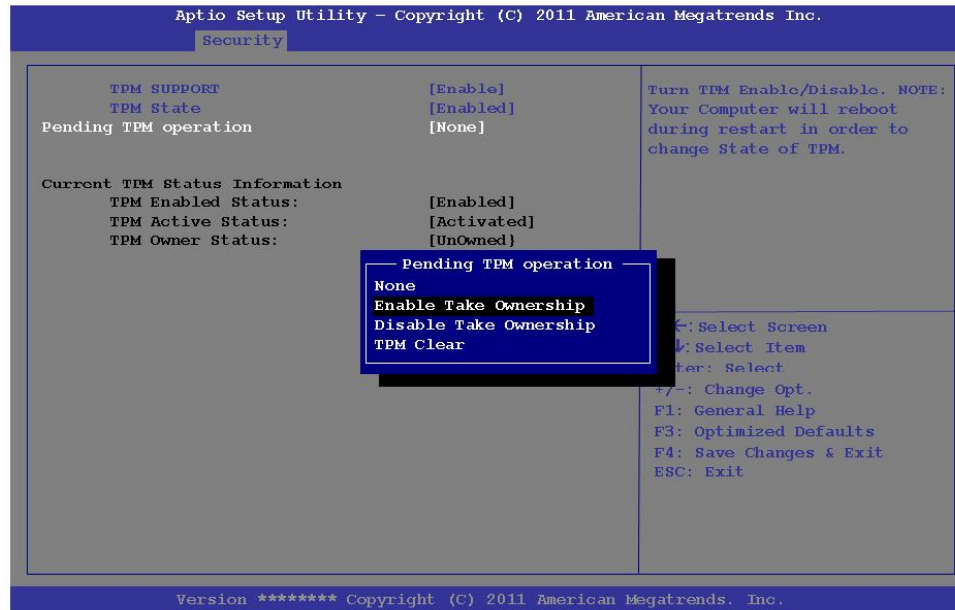 Aptio Setup Utility – Copyright (C) 2011 American Megatrends Inc.
Security
TPM SUPPORT [Enable]
TPM State [Enabled]
Pending TPM operation [None]
Current TPM Status Information
TPM Enabled Status: [Enabled]
TPM Active Status: [Activated]
TPM Owner Status: [UnOwned}
Pending TPM operation
None
Enable Take Ownership
Disable Take Ownership
TPM Clear
Turn TPM Enable/Disable. NOTE:
Your Computer will reboot
during restart in order to
change State of TPM.
←:Select Screen
↓:Select Item
ter: Select
+/-: Change Opt.
F1: General Help
F3: Optimized Defaults
F4: Save Changes & Exit
ESC: Exit
Version ******** Copyright (C) 2011 American Megatrends. Inc.